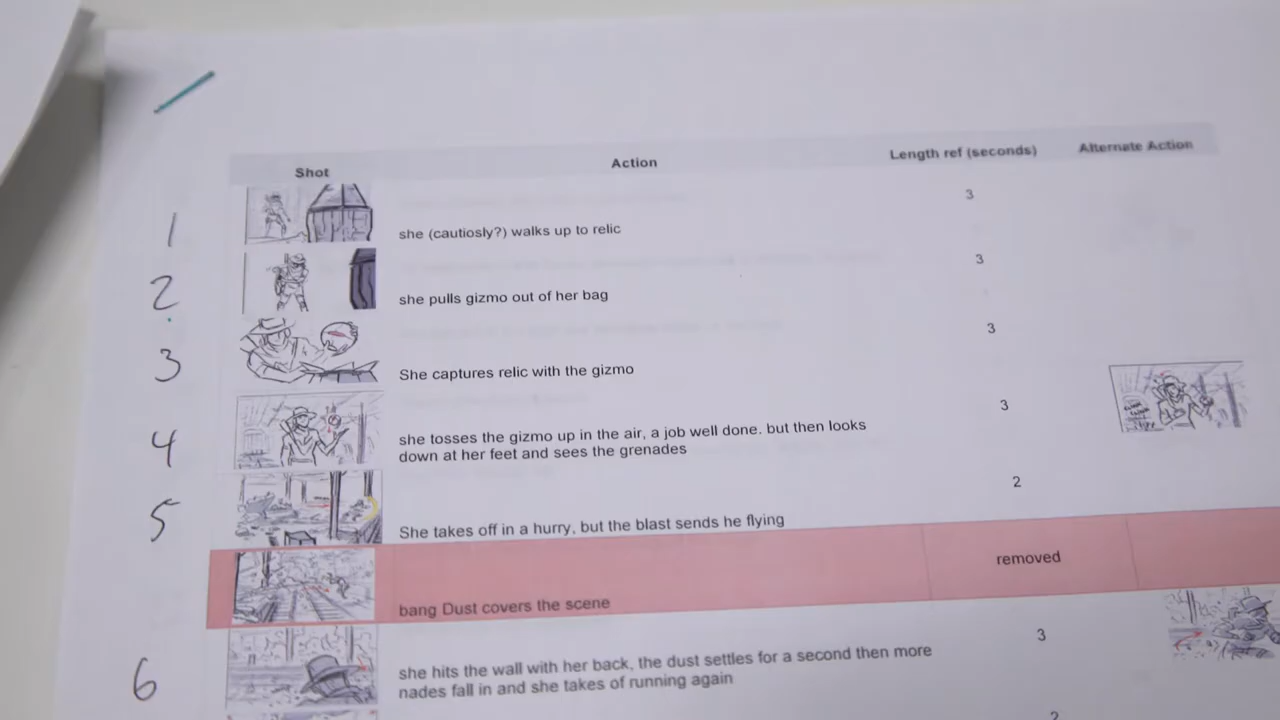 Shot Action Length ref (seconds) Alternate Action
1 she (cautiosly?) walks up to relic 3
2 she pulls gizmo out of her bag 3
3 She captures relic with the gizmo 3
4 she tosses the gizmo up in the air, a job well done. but then looks 3
down at her feet and sees the grenades
5 She takes off in a hurry, but the blast sends he flying 2
bang Dust covers the scene removed
6 she hits the wall with her back, the dust settles for a second then more 3
nades fall in and she takes of running again
2